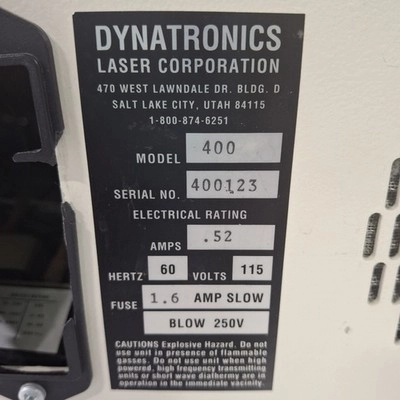 DYNATRONICS
LASER CORPORATION
470 WEST LAWNDALE DR. BLDG. D
SALT LAKE CITY, UTAH 84115
1-800-874-6251
MODEL 400
SERIAL NO. 400123
ELECTRICAL RATING
AMPS .52
HERTZ 60 VOLTS 115
FUSE 1.6 AMP SLOW
BLOW 250V
CAUTIONS Explosive Hazard. Do not
use unit in presence of flammable
gasses. Do not use unit when high
powered, high frequency transmitting
units or short wave diathermy are in
operation in the immediate vacinity.